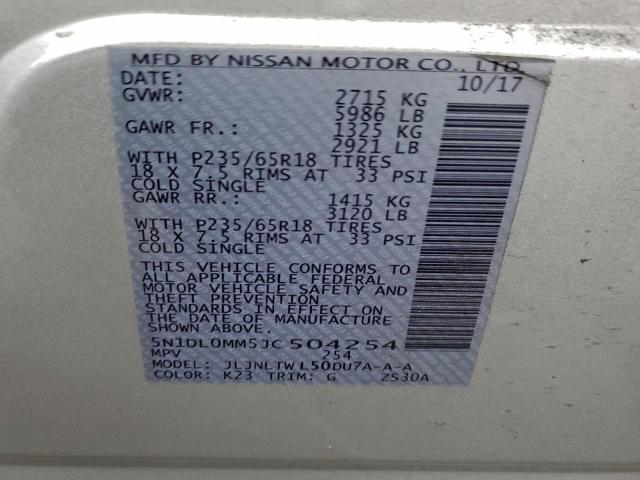 MFD BY NISSAN MOTOR CO., LTD.
DATE: 10/17
GVWR: 2715 KG
5986 LB
GAWR FR.: 1325 KG
2921 LB
WITH P235/65R18 TIRES
18 X 7.5 RIMS AT 33 PSI
COLD SINGLE
GAWR RR.: 1415 KG
3120 LB
WITH P235/65R18 TIRES
18 X 7.5 RIMS AT 33 PSI
COLD SINGLE
THIS VEHICLE CONFORMS TO
ALL APPLICABLE FEDERAL
MOTOR VEHICLE SAFETY AND
THEFT PREVENTION
STANDARDS IN EFFECT ON
THE DATE OF MANUFACTURE
SHOWN ABOVE.
5N1DL0MM5JC504254
MPV 254
MODEL: JLJNLTWL50DU7A-A-A
COLOR: K23 TRIM: G ZS30A